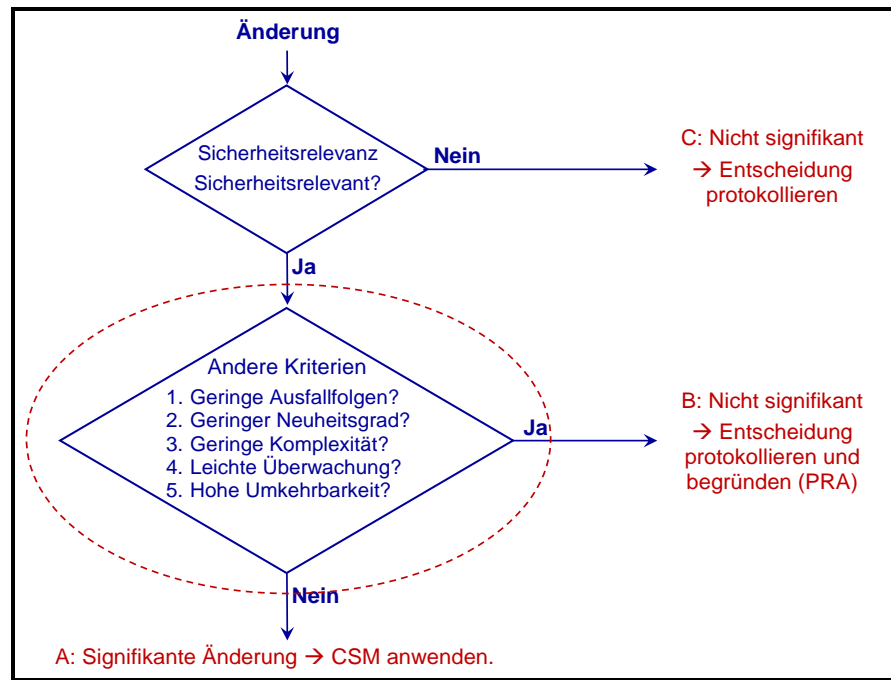 Änderung
Sicherheitsrelevanz
Sicherheitsrelevant?
Nein
C: Nicht signifikant
→ Entscheidung
protokollieren
Ja
Andere Kriterien
1. Geringe Ausfallfolgen?
2. Geringer Neuheitsgrad?
3. Geringe Komplexität?
4. Leichte Überwachung?
5. Hohe Umkehrbarkeit?
Ja
B: Nicht signifikant
→ Entscheidung
protokollieren und
begründen (PRA)
Nein
A: Signifikante Änderung → CSM anwenden.